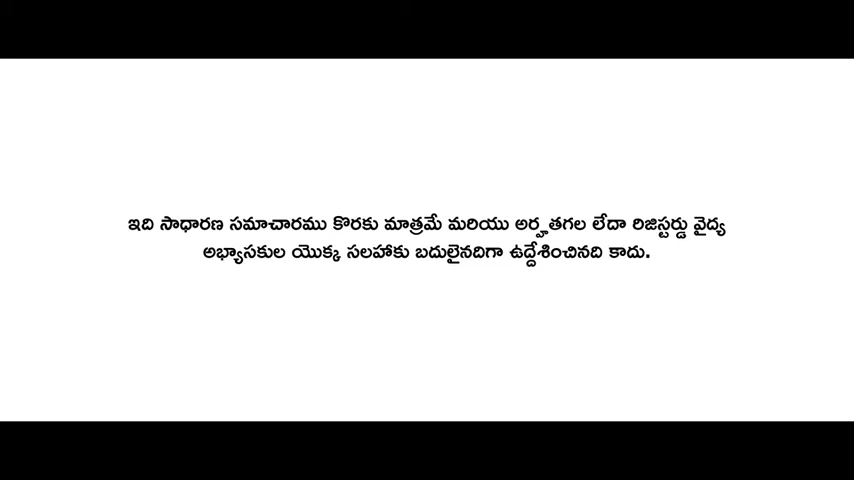 ఇది సాధారణ సమాచారము కొరకు మాత్రమే మరియు అర్హతగల లేదా రిజిస్టర్డు వైద్య
అభ్యాసకుల యొక్క సలహాకు బదులైనదిగా ఉద్దేశించినది కాదు.